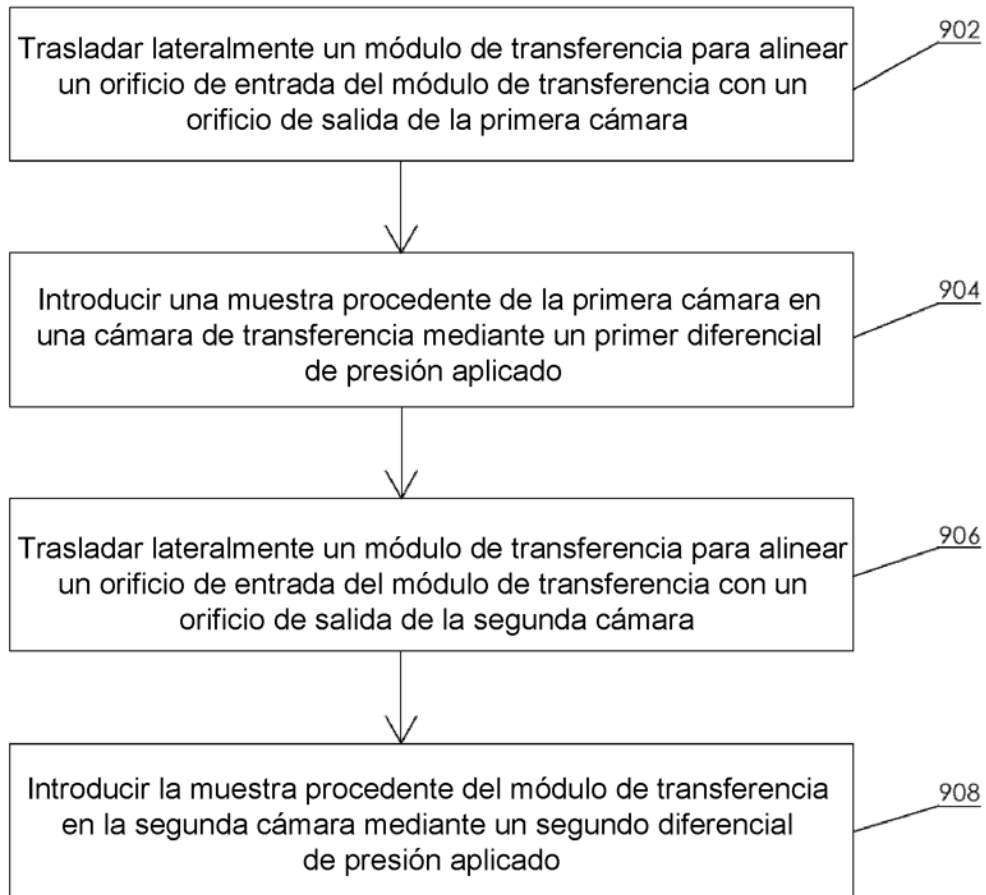 Trasladar lateralmente un módulo de transferencia para alinear
un orificio de entrada del módulo de transferencia con un
orificio de salida de la primera cámara
902
Introducir una muestra procedente de la primera cámara en
una cámara de transferencia mediante un primer diferencial
de presión aplicado
904
Trasladar lateralmente un módulo de transferencia para alinear
un orificio de entrada del módulo de transferencia con un
orificio de salida de la segunda cámara
906
Introducir la muestra procedente del módulo de transferencia
en la segunda cámara mediante un segundo diferencial
de presión aplicado
908